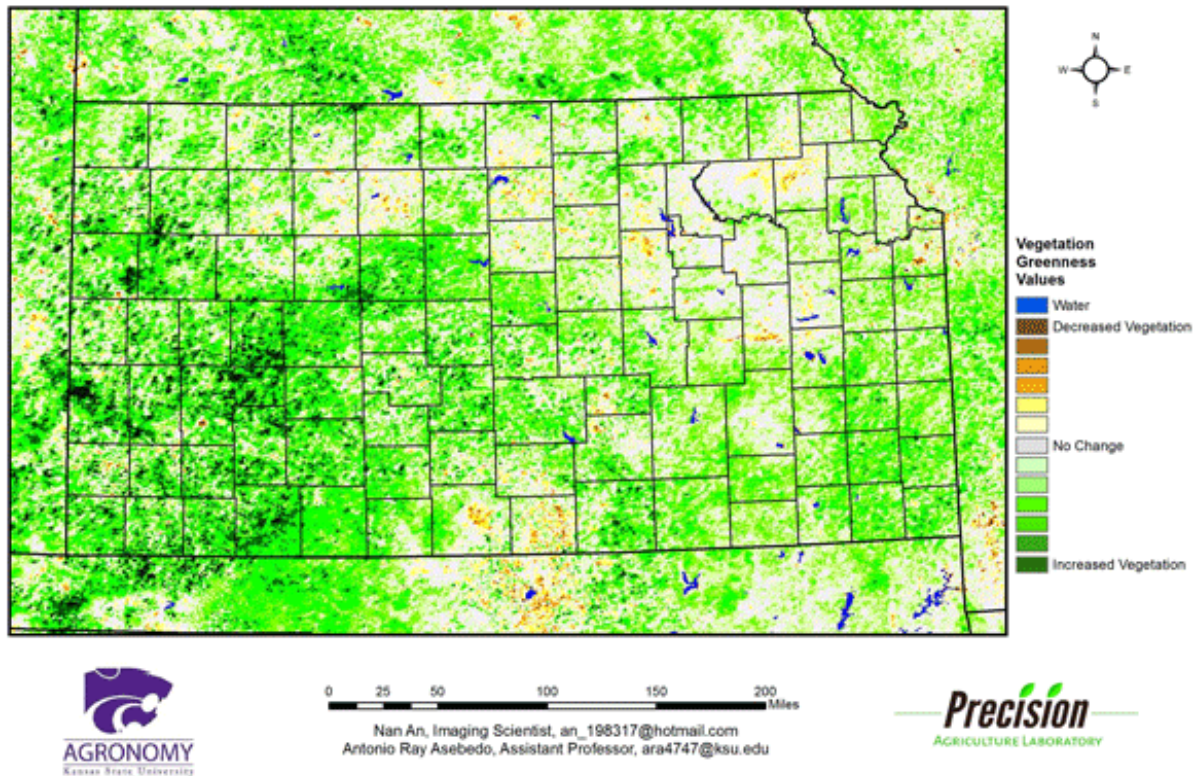 N
W E
S
Vegetation
Greenness
Values
Water
Decreased Vegetation
No Change
Increased Vegetation
0 25 50 100 150 200
Miles
Nan An, Imaging Scientist, an_198317@hotmail.com
Antonio Ray Asebedo, Assistant Professor, ara4747@ksu.edu
AGRONOMY
Kansas State University
Precision
AGRICULTURE LABORATORY